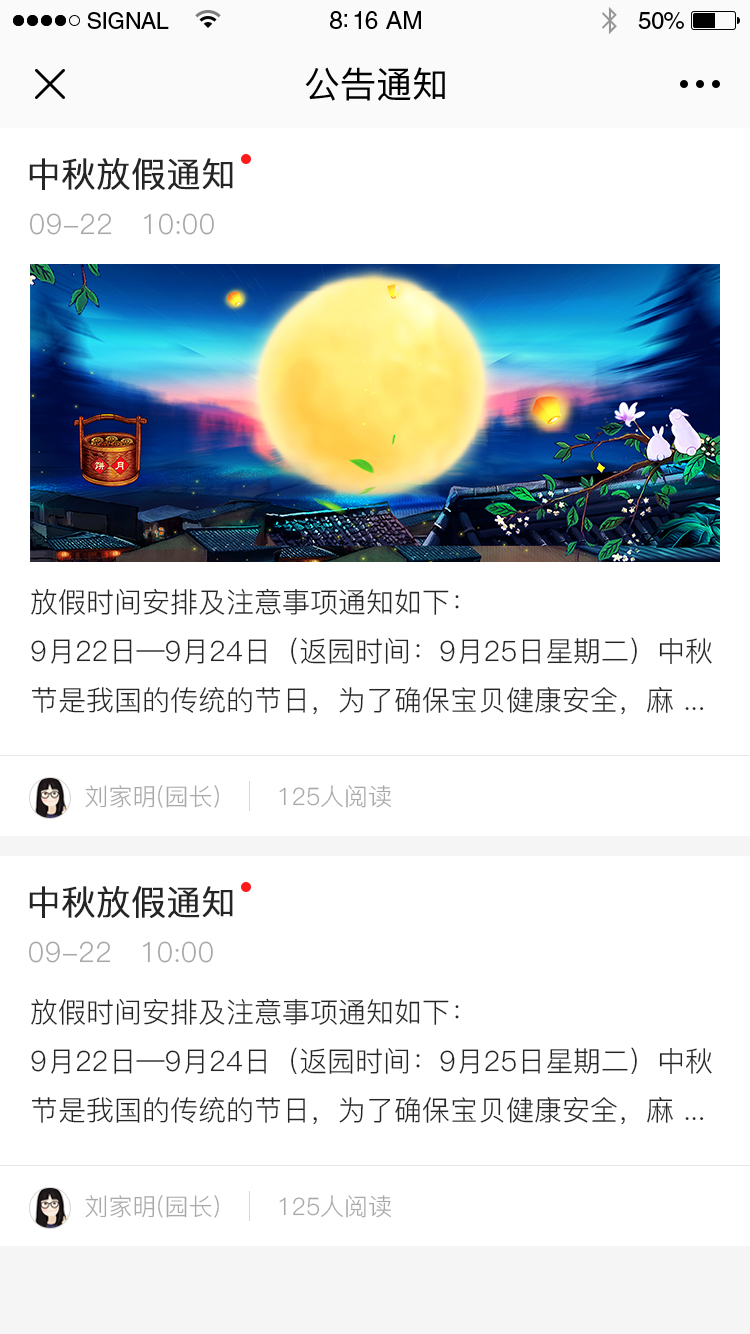 SIGNAL 8:16 AM 50%
公告通知
中秋放假通知
09-22 10:00
饼 月
放假时间安排及注意事项通知如下：
9月22日—9月24日（返园时间：9月25日星期二）中秋
节是我国的传统的节日，为了确保宝贝健康安全，麻 ...
刘家明(园长) 125人阅读
中秋放假通知
09-22 10:00
放假时间安排及注意事项通知如下：
9月22日—9月24日（返园时间：9月25日星期二）中秋
节是我国的传统的节日，为了确保宝贝健康安全，麻 ...
刘家明(园长) 125人阅读